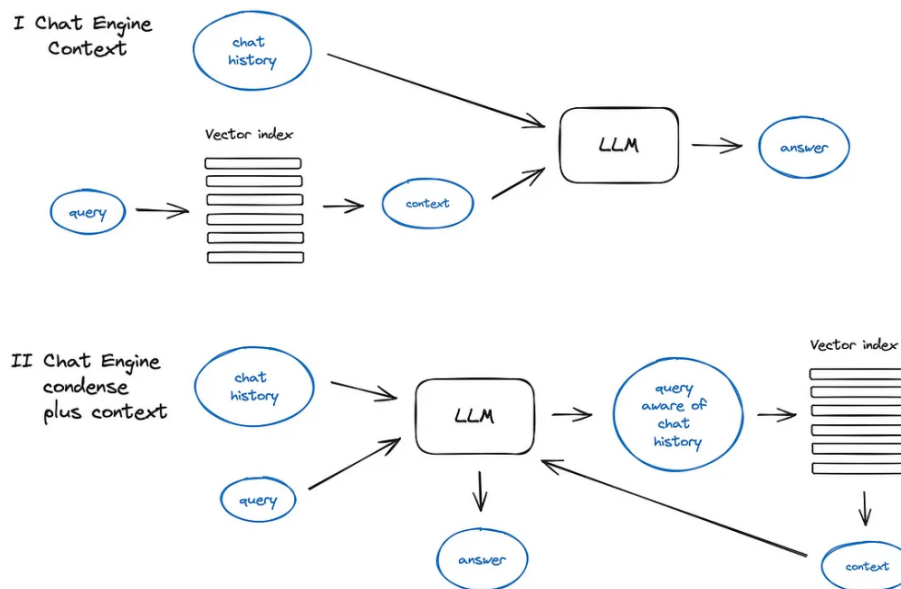 I Chat Engine
Context
chat
history
Vector index
query
context
LLM
answer
II Chat Engine
condense
plus context
chat
history
query
LLM
answer
query
aware of
chat
history
Vector index
context